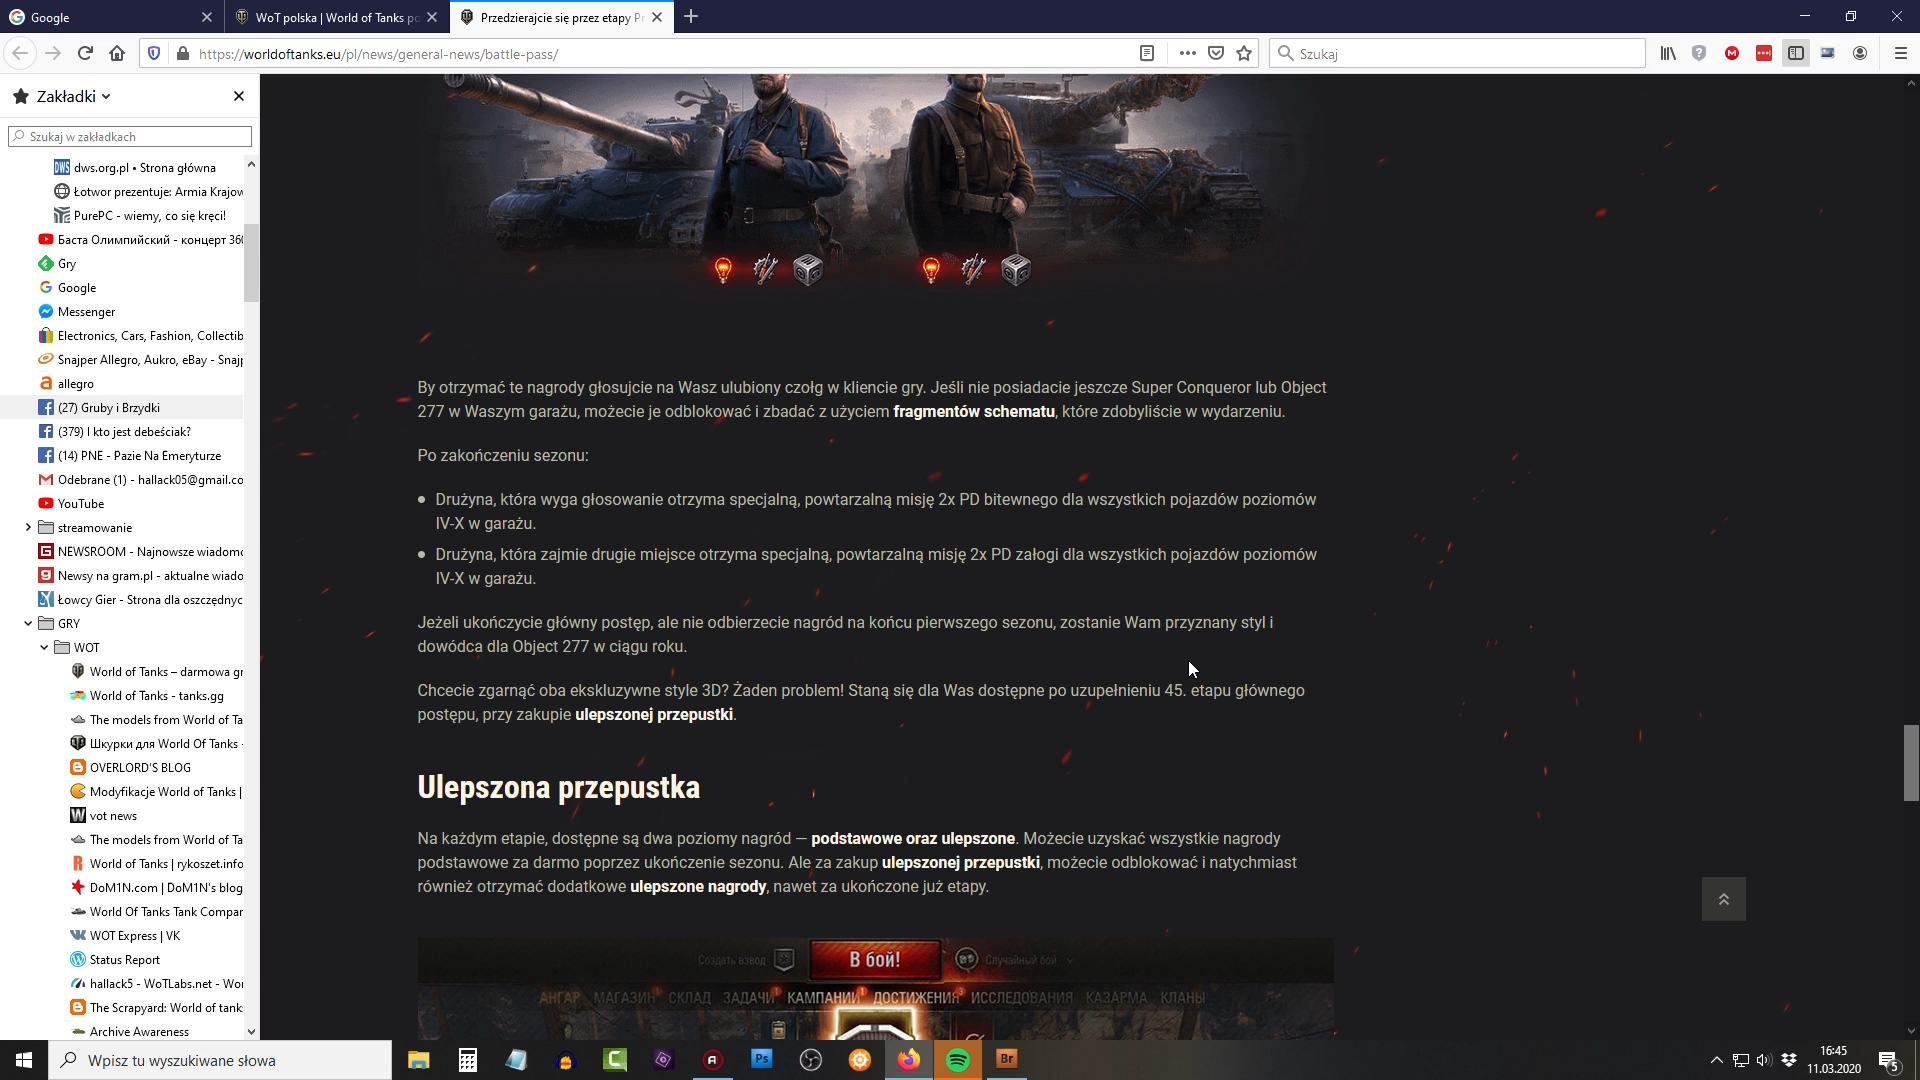 Google
WoT polska | World of Tanks po
Przedzierajcie się przez etapy Pr
https://worldoftanks.eu/pl/news/general-news/battle-pass/
Szukaj
Zakładki
Szukaj w zakładkach
dws.org.pl • Strona główna
Łotwor prezentuje: Armia Krajow
PurePC - wiemy, co się kręci!
Баста Олимпийский - концерт 360
Gry
Google
Messenger
Electronics, Cars, Fashion, Collectib
Snajper Allegro, Aukro, eBay - Snajp
allegro
(27) Gruby i Brzydki
(379) I kto jest debeściak?
(14) PNE - Pazie Na Emeryturze
Odebrane (1) - hallack05@gmail.co
YouTube
streamowanie
NEWSROOM - Najnowsze wiadomo
Newsy na gram.pl - aktualne wiado
Łowcy Gier - Strona dla oszczędnyc
GRY
WOT
World of Tanks – darmowa gr
World of Tanks - tanks.gg
The models from World of Ta
Шкурки для World Of Tanks -
OVERLORD'S BLOG
Modyfikacje World of Tanks |
vot news
The models from World of Ta
World of Tanks | rykoszet.info
DoM1N.com | DoM1N's blog
World Of Tanks Tank Compar
WOT Express | VK
Status Report
hallack5 - WoTLabs.net - Wor
The Scrapyard: World of tank
Archive Awareness
By otrzymać te nagrody głosujcie na Wasz ulubiony czołg w kliencie gry. Jeśli nie posiadacie jeszcze Super Conqueror lub Object
277 w Waszym garażu, możecie je odblokować i zbadać z użyciem fragmentów schematu, które zdobyliście w wydarzeniu.
Po zakończeniu sezonu:
Drużyna, która wyga głosowanie otrzyma specjalną, powtarzalną misję 2x PD bitewnego dla wszystkich pojazdów poziomów
IV-X w garażu.
Drużyna, która zajmie drugie miejsce otrzyma specjalną, powtarzalną misję 2x PD załogi dla wszystkich pojazdów poziomów
IV-X w garażu.
Jeżeli ukończycie główny postęp, ale nie odbierzecie nagród na końcu pierwszego sezonu, zostanie Wam przyznany styl i
dowódca dla Object 277 w ciągu roku.
Chcecie zgarnąć oba ekskluzywne style 3D? Żaden problem! Staną się dla Was dostępne po uzupełnieniu 45. etapu głównego
postępu, przy zakupie ulepszonej przepustki.
Ulepszona przepustka
Na każdym etapie, dostępne są dwa poziomy nagród — podstawowe oraz ulepszone. Możecie uzyskać wszystkie nagrody
podstawowe za darmo poprzez ukończenie sezonu. Ale za zakup ulepszonej przepustki, możecie odblokować i natychmiast
również otrzymać dodatkowe ulepszone nagrody, nawet za ukończone już etapy.
Создать взвод В бой! Случайный бой
АНГАР МАГАЗИН СКЛАД ЗАДАЧИ КАМПАНИИ ДОСТИЖЕНИЯ ИССЛЕДОВАНИЯ КАЗАРМА КЛАНЫ
Wpisz tu wyszukiwane słowa
Ps
Br
16:45
11.03.2020
5